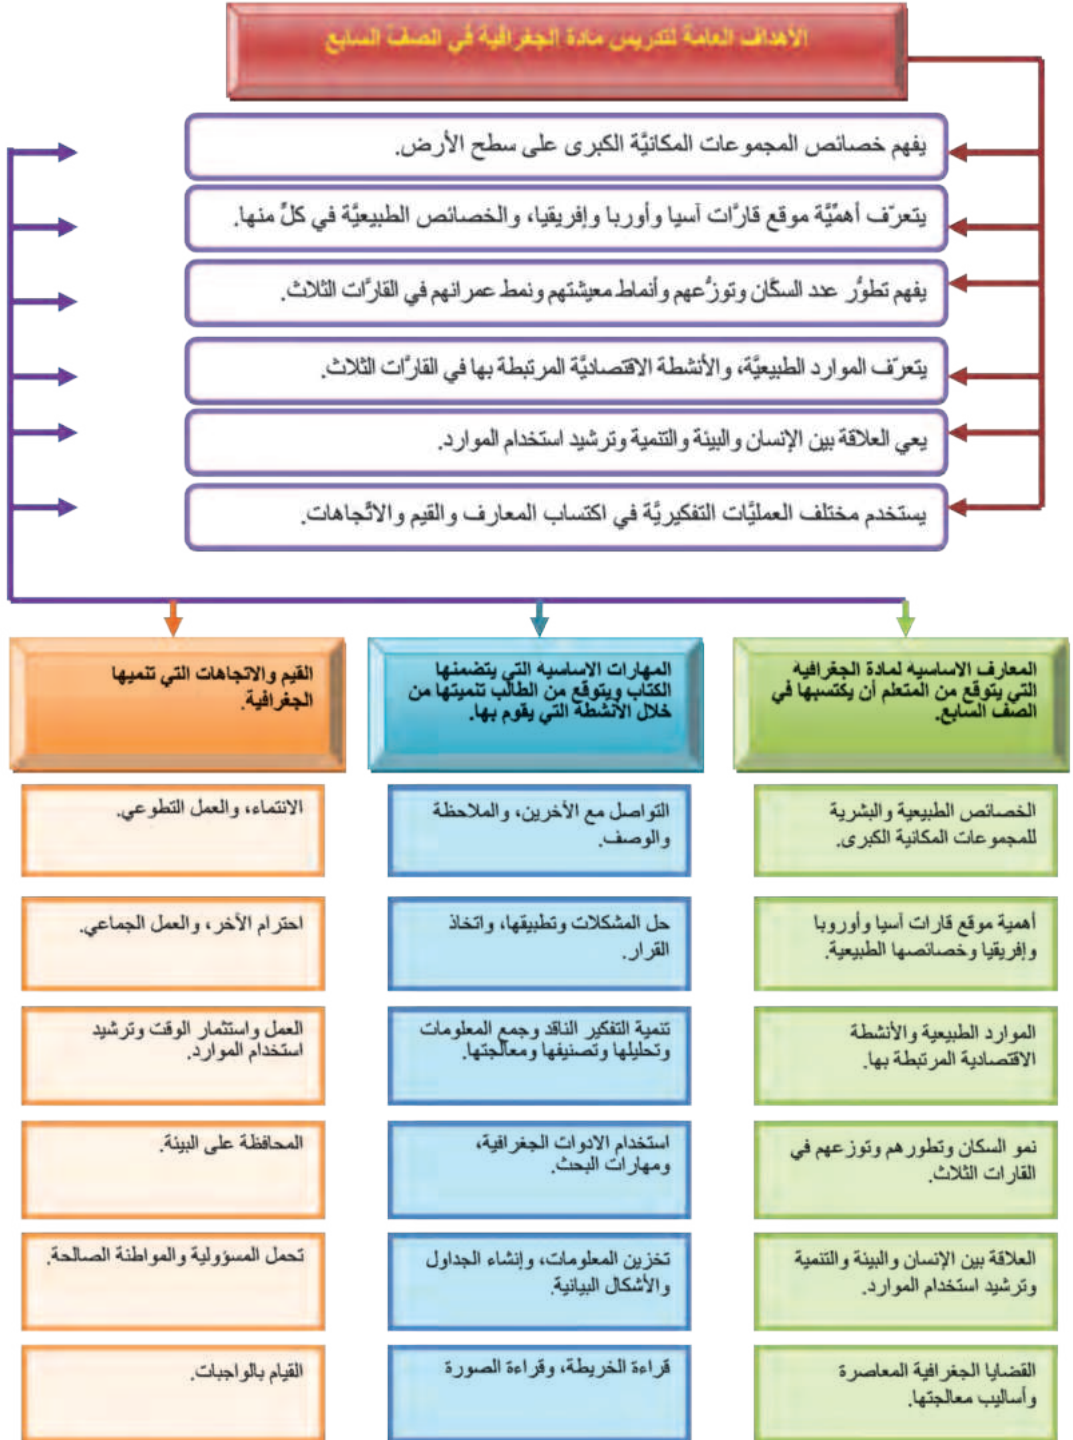 الأهداف العامة لتدريس مادة الجغرافية في الصف السابع
يفهم خصائص المجموعات المكانيَّة الكبرى على سطح الأرض.
يتعرّف أهمِّيَّة موقع قارَّات آسيا وأوربا وإفريقيا، والخصائص الطبيعيَّة في كلٍّ منها.
يفهم تطوُّر عدد السكَّان وتوزُّعهم وأنماط معيشتهم ونمط عمرانهم في القارَّات الثلاث.
يتعرّف الموارد الطبيعيَّة، والأنشطة الاقتصاديَّة المرتبطة بها في القارَّات الثلاث.
يعي العلاقة بين الإنسان والبيئة والتنمية وترشيد استخدام الموارد.
يستخدم مختلف العمليَّات التفكيريَّة في اكتساب المعارف والقيم والاتِّجاهات.
المعارف الاساسية لمادة الجغرافية
التي يتوقع من المتعلم أن يكتسبها في
الصف السابع.
الخصائص الطبيعية والبشرية
للمجموعات المكانية الكبرى.
أهمية موقع قارات آسيا وأوروبا
وإفريقيا وخصائصها الطبيعية.
الموارد الطبيعية والأنشطة
الاقتصادية المرتبطة بها.
نمو السكان وتطورهم وتوزعهم في
القارات الثلاث.
العلاقة بين الإنسان والبيئة والتنمية
وترشيد استخدام الموارد.
القضايا الجغرافية المعاصرة
وأساليب معالجتها.
المهارات الاساسية التي يتضمنها
الكتاب ويتوقع من الطالب تنميتها من
خلال الأنشطة التي يقوم بها.
التواصل مع الأخرين، والملاحظة
والوصف.
حل المشكلات وتطبيقها، واتخاذ
القرار.
تنمية التفكير الناقد وجمع المعلومات
وتحليلها وتصنيفها ومعالجتها.
استخدام الادوات الجغرافية،
ومهارات البحث.
تخزين المعلومات، وإنشاء الجداول
والأشكال البيانية.
قراءة الخريطة، وقراءة الصورة
القيم والاتجاهات التي تنميها
الجغرافية.
الانتماء، والعمل التطوعي.
احترام الأخر، والعمل الجماعي.
العمل واستثمار الوقت وترشيد
استخدام الموارد.
المحافظة على البيئة.
تحمل المسؤولية والمواطنة الصالحة.
القيام بالواجبات.